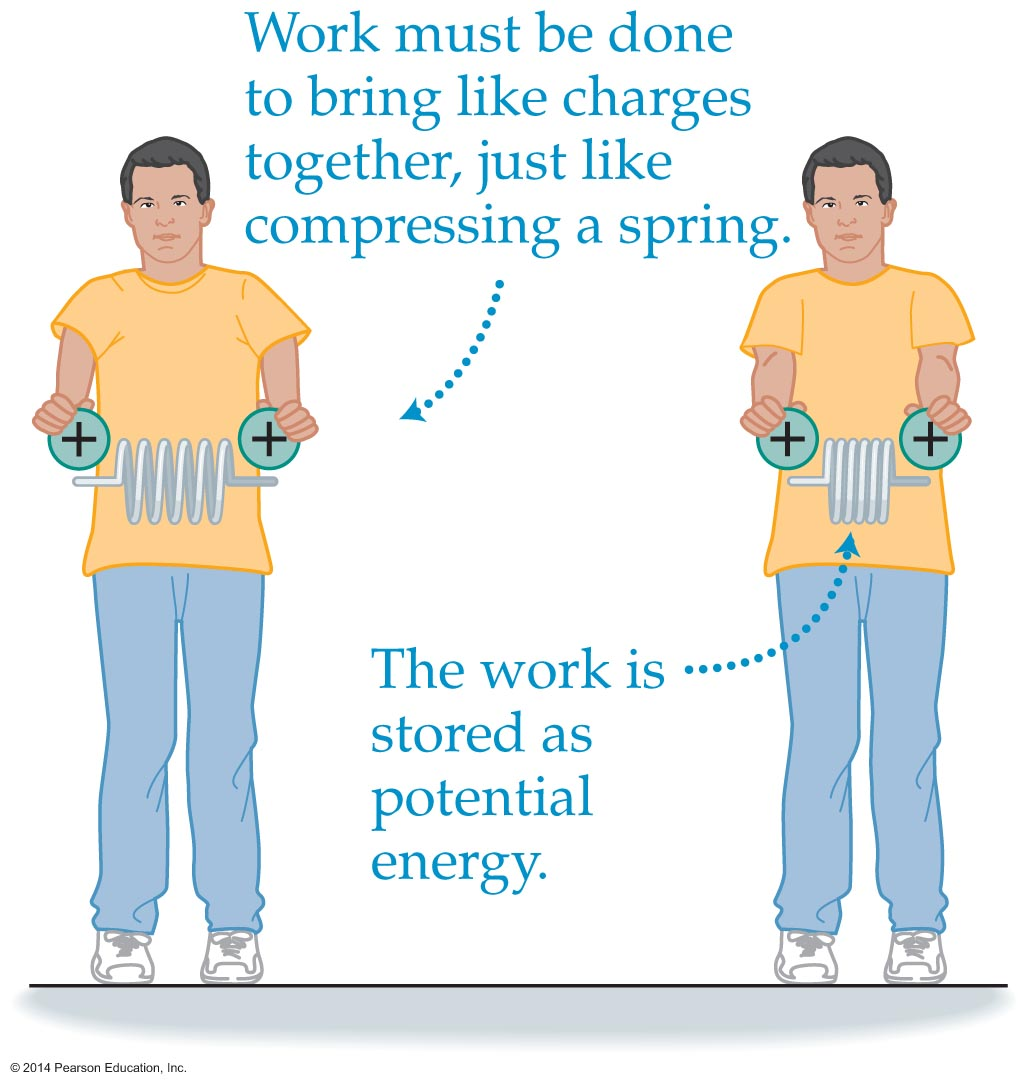 Work must be done
to bring like charges
together, just like
compressing a spring.
+ +
+ +
The work is
stored as
potential
energy.
© 2014 Pearson Education, Inc.